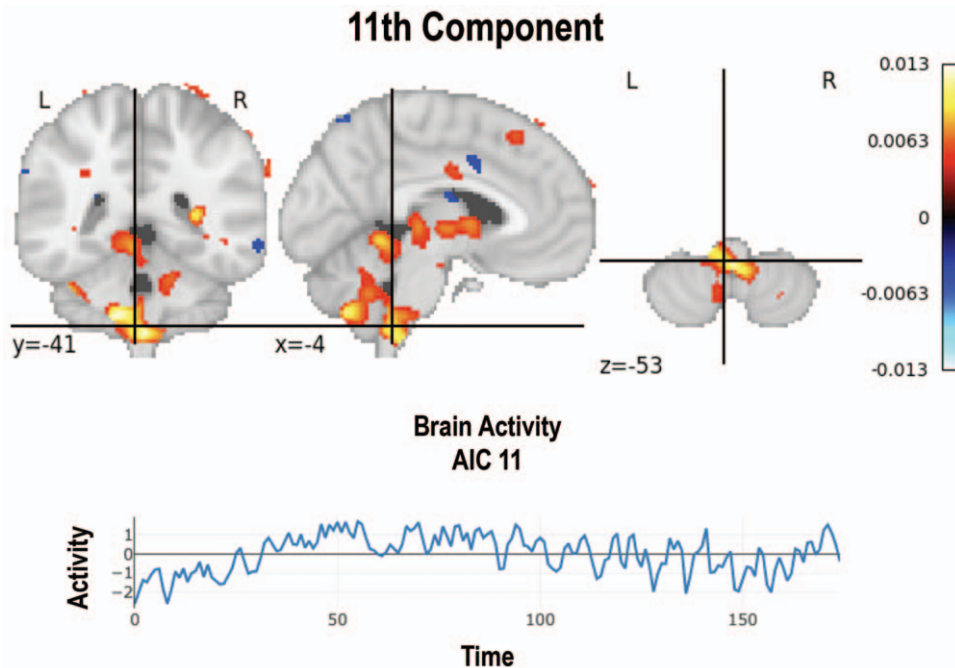 11th Component
L R
L R
0.013
0.0063
0
-0.0063
-0.013
y=-41 x=-4 z=-53
Brain Activity
AIC 11
Activity
1
0
−1
−2
0 50 100 150
Time